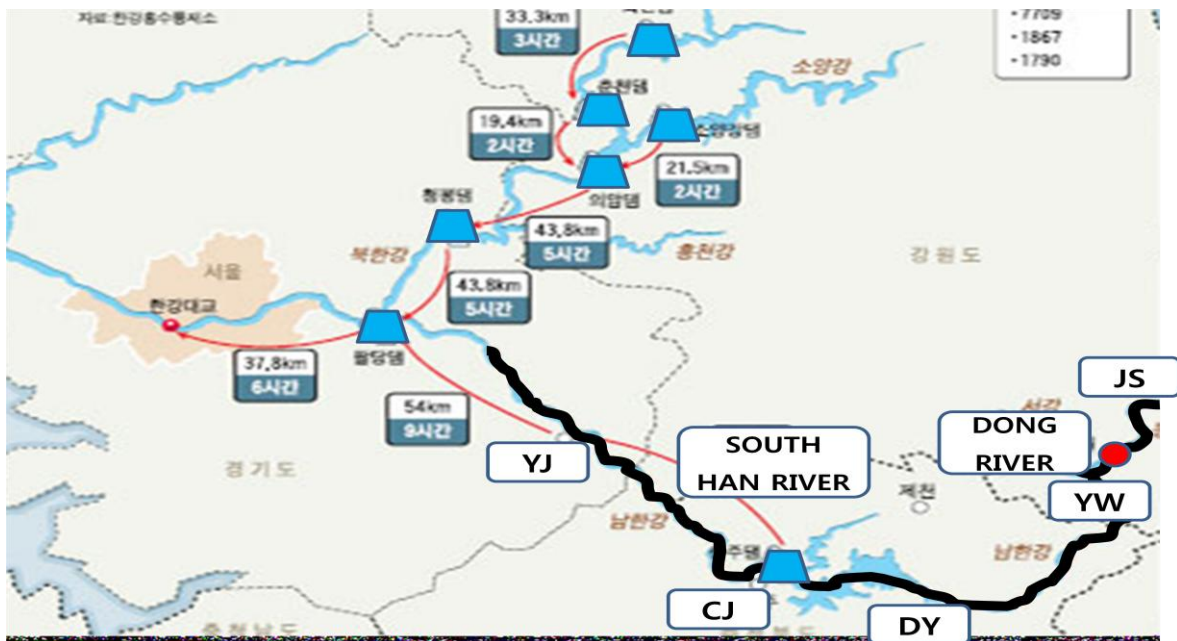 자료:한강홍수통제소
33.3km
3시간
·7709
·1867
·1790
소양강
춘천댐
19.4km
2시간
소양강댐
21.5km
2시간
의암댐
청평댐
43.8km
5시간
홍천강
북한강
강원도
서울
43.8km
5시간
한강대교
팔당댐
37.8km
6시간
54km
9시간
JS
서강
DONG
RIVER
SOUTH
HAN RIVER
YJ
경기도
제천
YW
남한강
주댐
남한강
CJ
DY
충청남도